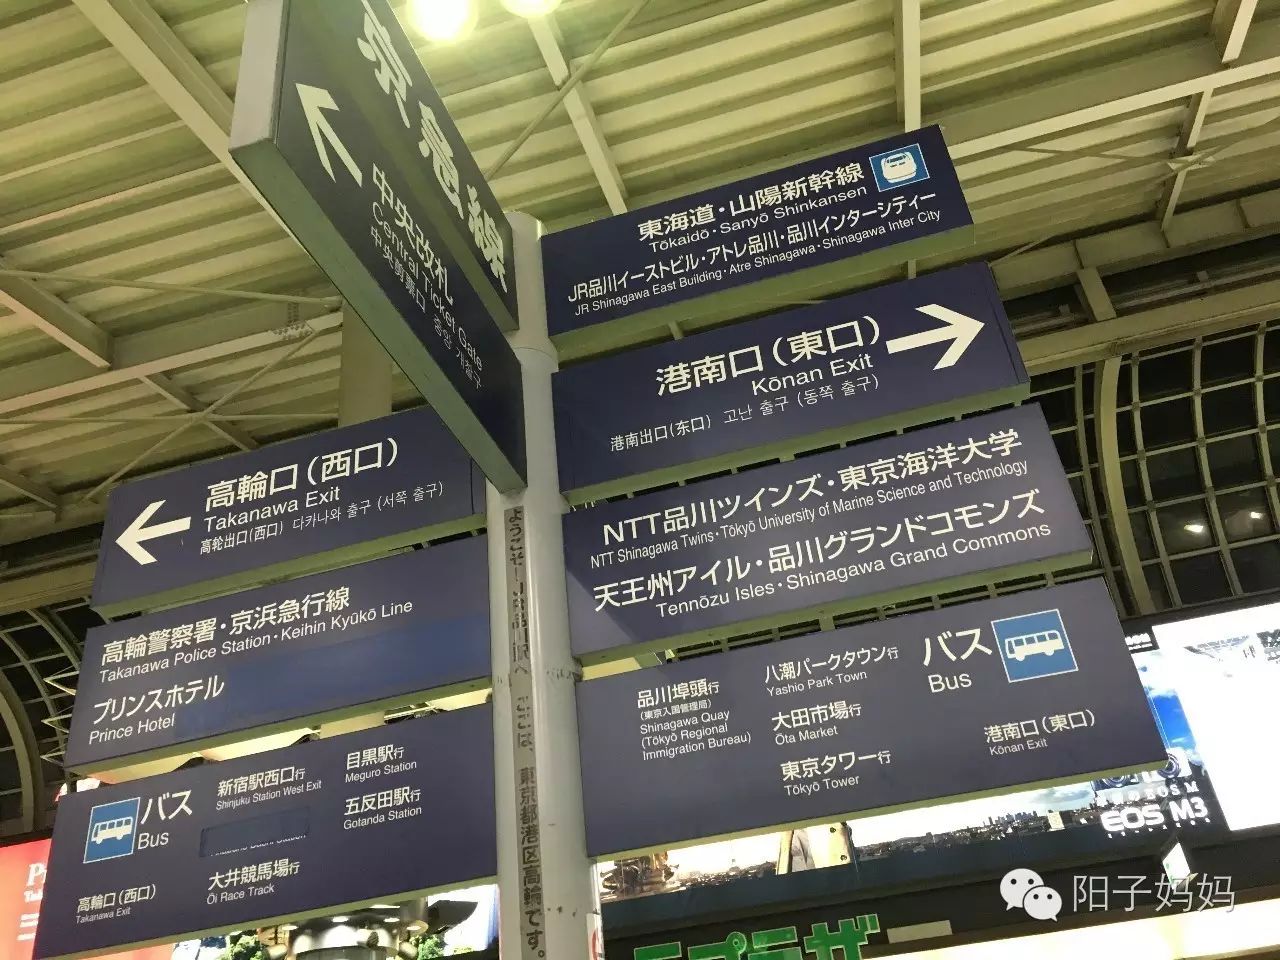 京急線
中央改札
Central Ticket Gate
中央剪票口 중앙 개찰구
東海道・山陽新幹線
Tōkaidō・Sanyō Shinkansen
JR品川イーストビル・アトレ品川・品川インターシティー
JR Shinagawa East Building・Atre Shinagawa・Shinagawa Inter City
港南口（東口）
Kōnan Exit
港南出口(东口) 고난 출구 (동쪽 출구)
NTT品川ツインズ・東京海洋大学
NTT Shinagawa Twins・Tōkyō University of Marine Science and Technology
天王州アイル・品川グランドコモンズ
Tennōzu Isles・Shinagawa Grand Commons
バス
Bus
品川埠頭行
(東京入国管理局)
Shinagawa Quay
(Tōkyō Regional
Immigration Bureau)
八潮パークタウン行
Yashio Park Town
大田市場行
Ōta Market
東京タワー行
Tōkyō Tower
港南口（東口）
Kōnan Exit
高輪口（西口）
Takanawa Exit
高轮出口(西口) 다카나와 출구 (서쪽 출구)
高輪警察署・京浜急行線
Takanawa Police Station・Keihin Kyūkō Line
プリンスホテル
Prince Hotel
バス
Bus
新宿駅西口行
Shinjuku Station West Exit
目黒駅行
Meguro Station
五反田駅行
Gotanda Station
大井競馬場行
Ōi Race Track
高輪口（西口）
Takanawa Exit
ようこそJR品川駅へ ここは、東京都港区高輪です。
EOS M3
プラザ
阳子妈妈